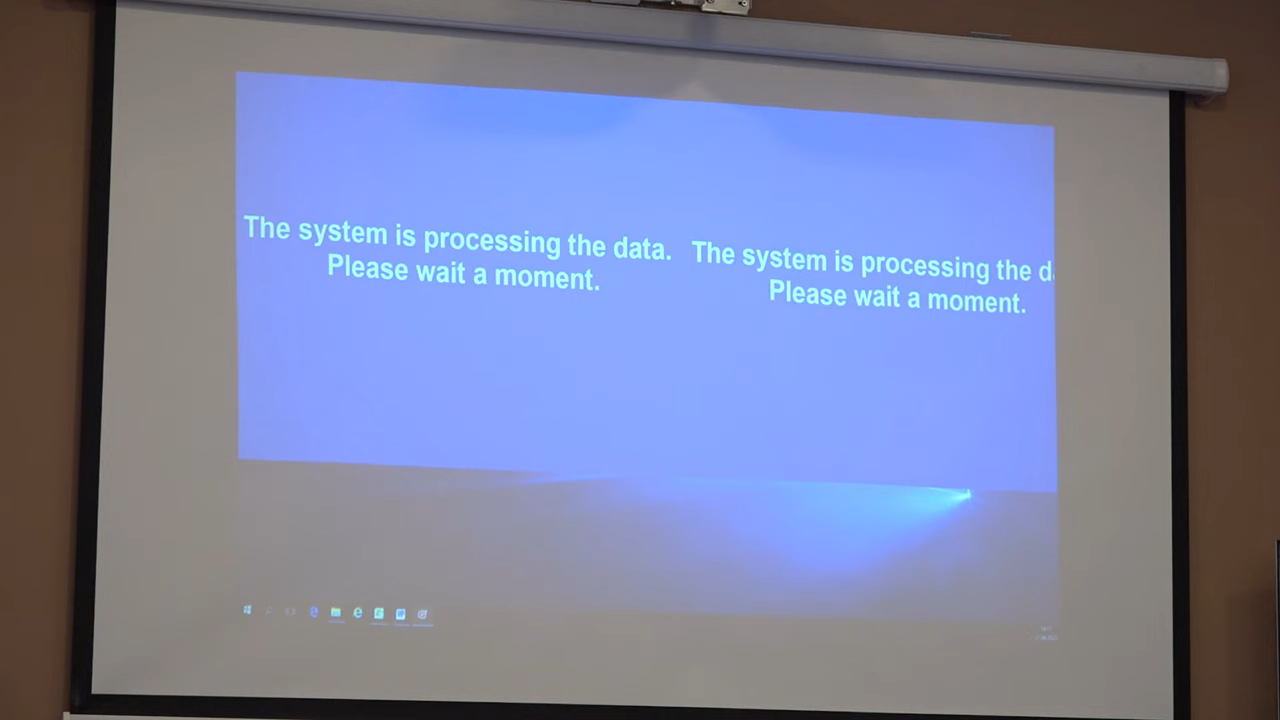 The system is processing the data.
Please wait a moment.
The system is processing the d
Please wait a moment.